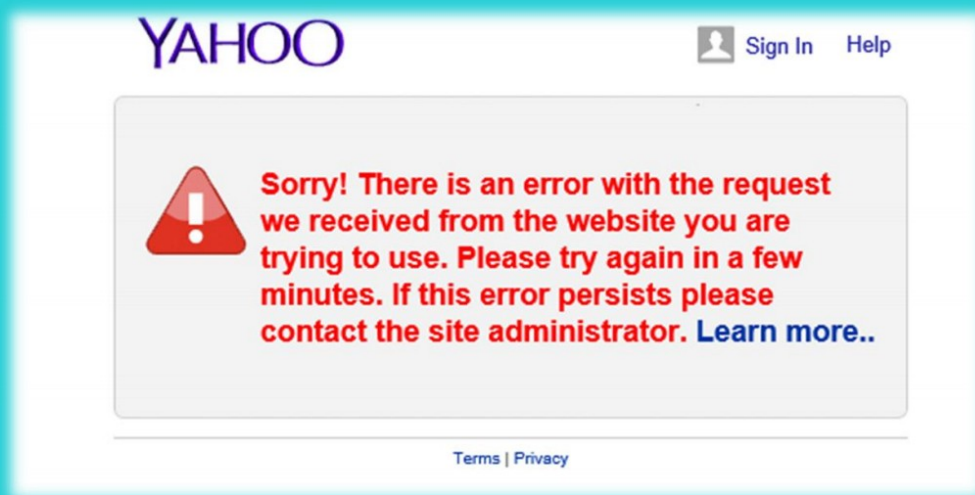 YAHOO
Sign In Help
Sorry! There is an error with the request
we received from the website you are
trying to use. Please try again in a few
minutes. If this error persists please
contact the site administrator. Learn more..
Terms | Privacy